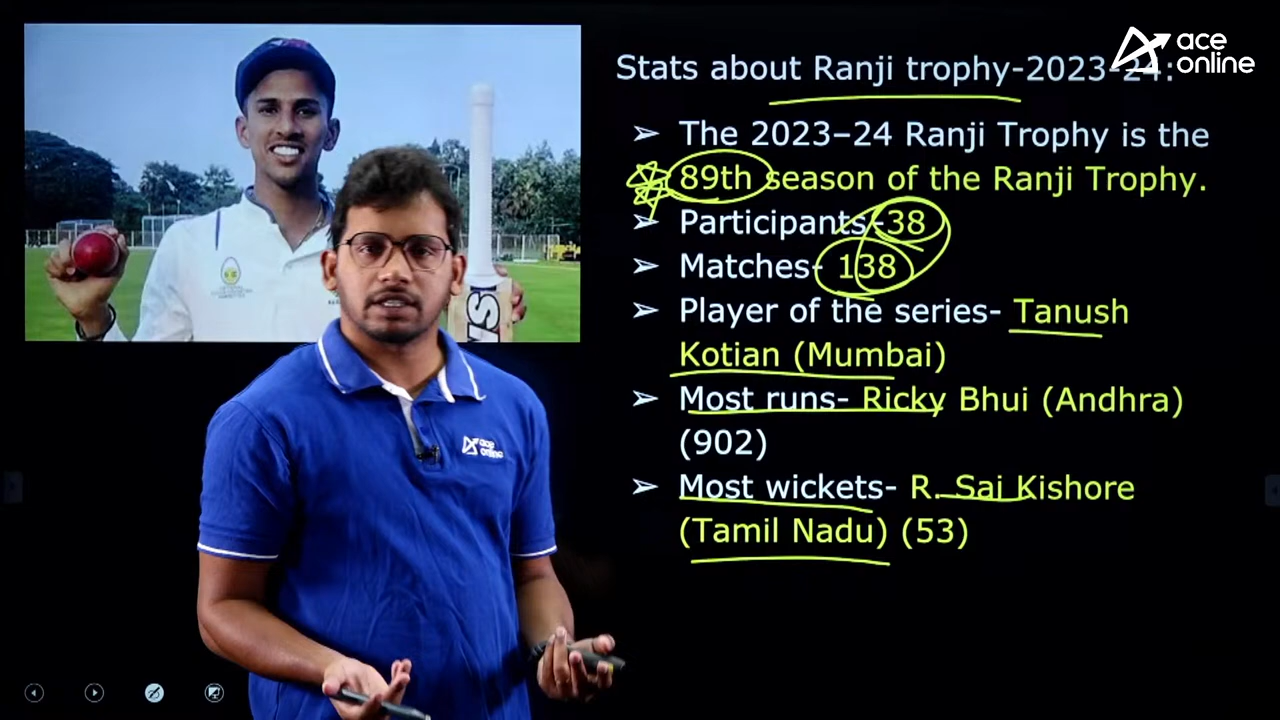 ace
online
Stats about Ranji trophy-2023-24:
➢ The 2023–24 Ranji Trophy is the
89th season of the Ranji Trophy.
➢ Participants-38
➢ Matches- 138
➢ Player of the series- Tanush
Kotian (Mumbai)
➢ Most runs- Ricky Bhui (Andhra)
(902)
➢ Most wickets- R. Sai Kishore
(Tamil Nadu) (53)
ace
online